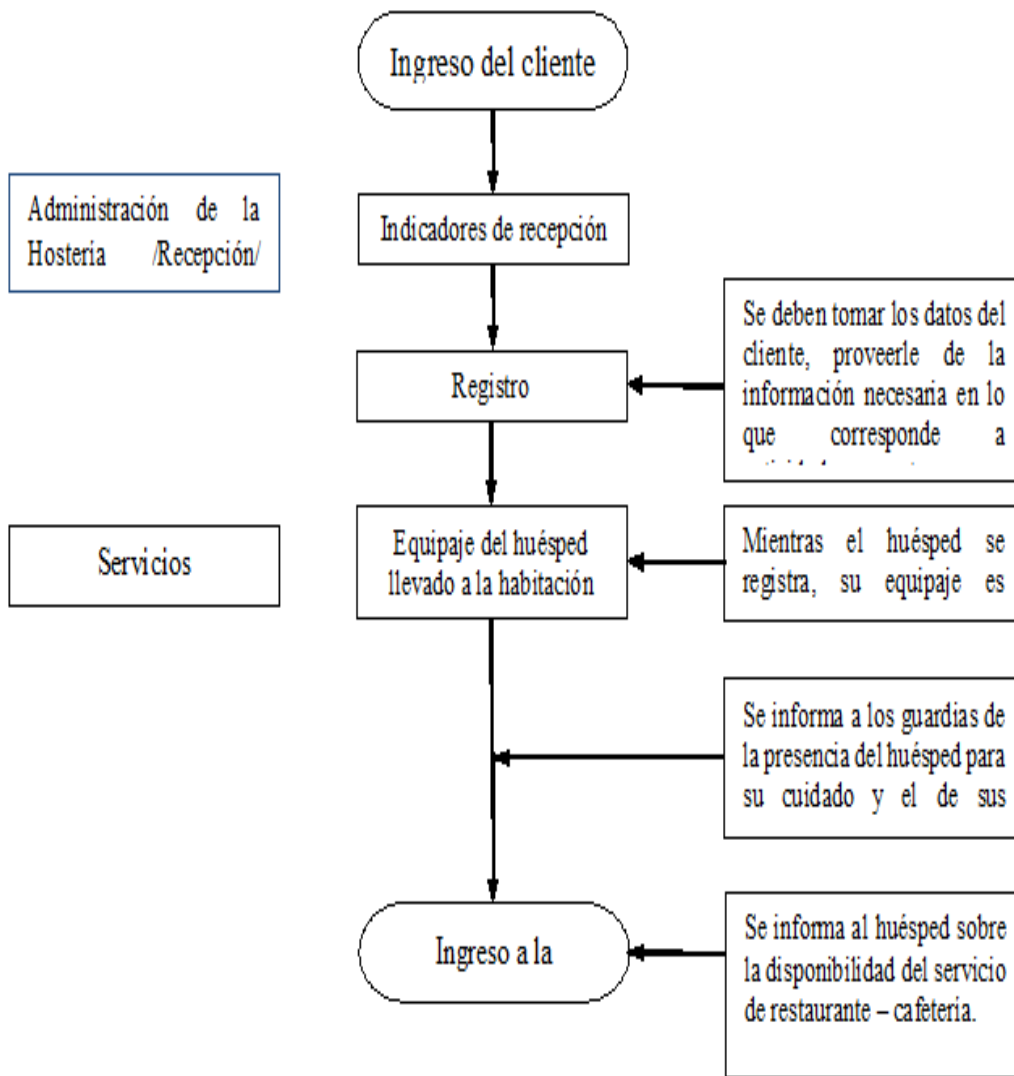 Ingreso del cliente
Administración de la
Hostería /Recepción/
Indicadores de recepción
Se deben tomar los datos del
cliente, proveerle de la
información necesaria en lo
que corresponde a
Registro
Servicios
Equipaje del huésped
llevado a la habitación
Mientras el huésped se
registra, su equipaje es
Se informa a los guardias de
la presencia del huésped para
su cuidado y el de sus
Ingreso a la
Se informa al huésped sobre
la disponibilidad del servicio
de restaurante – cafetería.